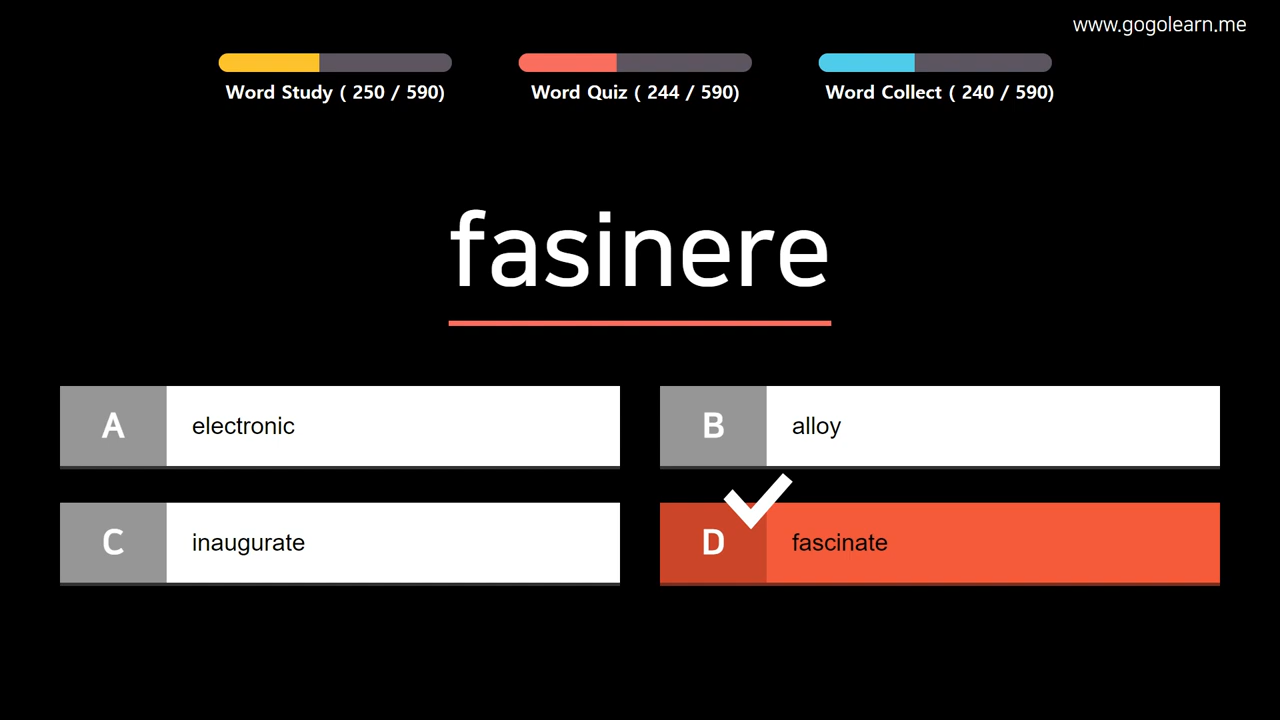 www.gogolearn.me
Word Study ( 250 / 590)
Word Quiz ( 244 / 590)
Word Collect ( 240 / 590)
fasinere
A electronic
B alloy
C inaugurate
D fascinate